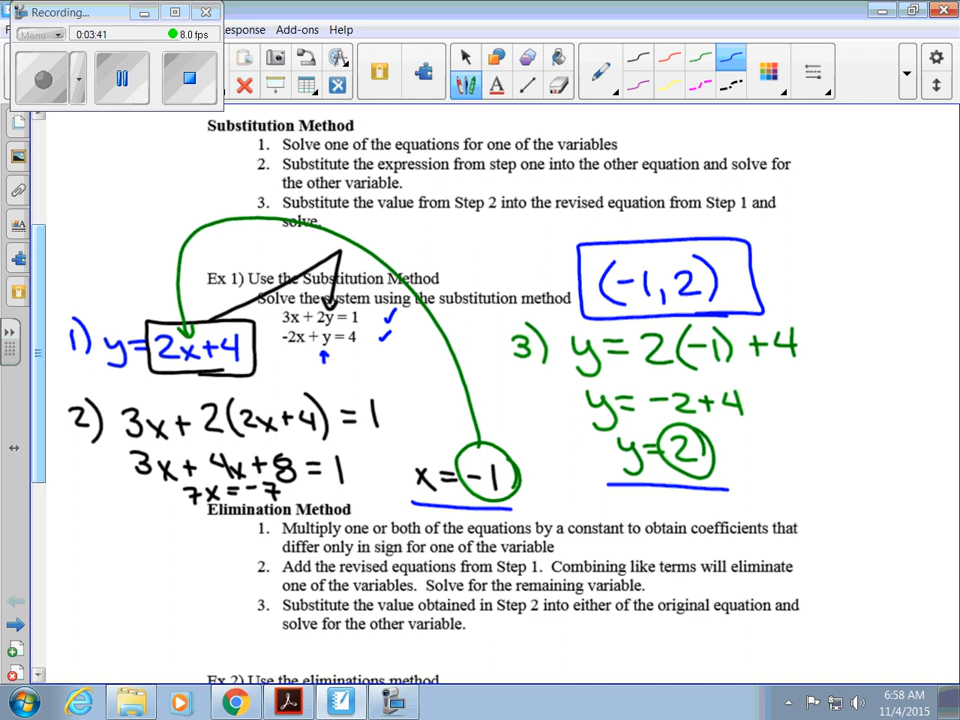 Recording...
Menu
0:03:41
8.0 fps
Response Add-ons Help
Substitution Method
1. Solve one of the equations for one of the variables
2. Substitute the expression from step one into the other equation and solve for
the other variable.
3. Substitute the value from Step 2 into the revised equation from Step 1 and
solve.
Ex 1) Use the Substitution Method
Solve the system using the substitution method
3x + 2y = 1
-2x + y = 4
1) y= 2x+4
2) 3x+2(2x+4)=1
3x+4x+8=1
7x=-7
x=-1
(-1,2)
3) y=2(-1)+4
y=-2+4
y=2
Elimination Method
1. Multiply one or both of the equations by a constant to obtain coefficients that
differ only in sign for one of the variable
2. Add the revised equations from Step 1. Combining like terms will eliminate
one of the variables. Solve for the remaining variable.
3. Substitute the value obtained in Step 2 into either of the original equation and
solve for the other variable.
Ex 2) Use the eliminations method
6:58 AM
11/4/2015